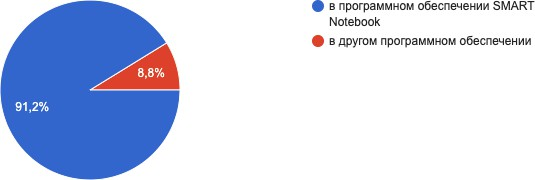 в программном обеспечении SMART
Notebook
в другом программном обеспечении
8,8%
91,2%